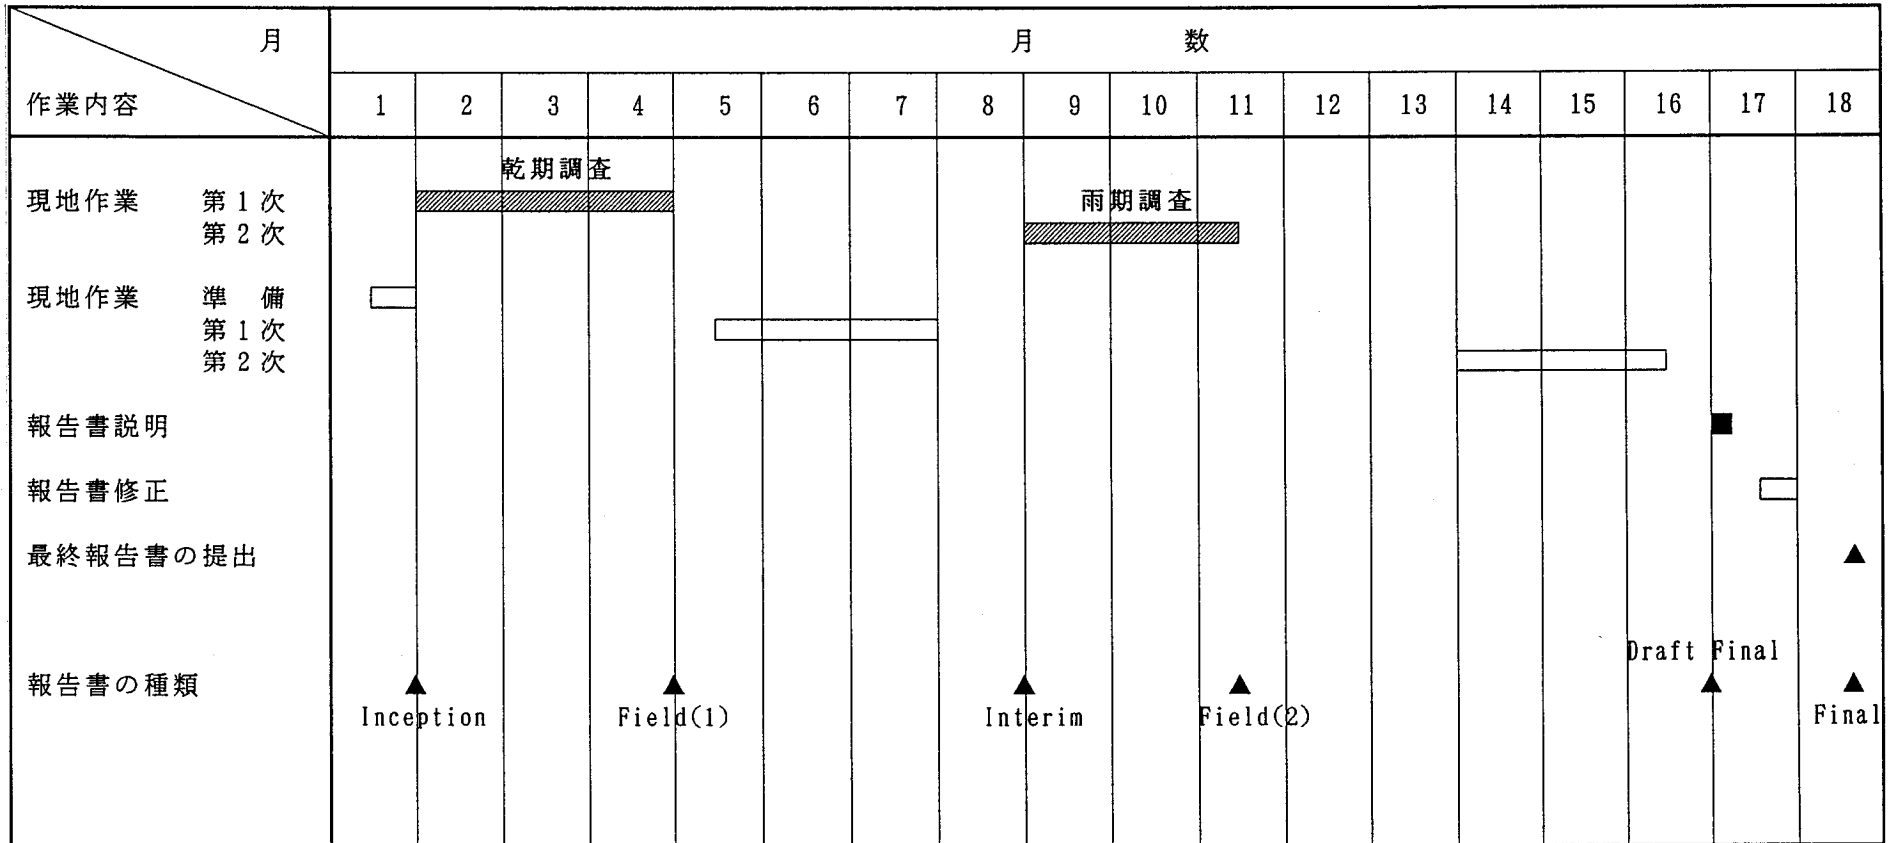 月
月 数
作業内容
1 2 3 4 5 6 7 8 9 10 11 12 13 14 15 16 17 18
乾期調査
現地作業 第1次
雨期調査
第2次
現地作業 準 備
第1次
第2次
報告書説明
報告書修正
最終報告書の提出
Draft Final
報告書の種類
Inception Field(1) Interim Field(2) Final